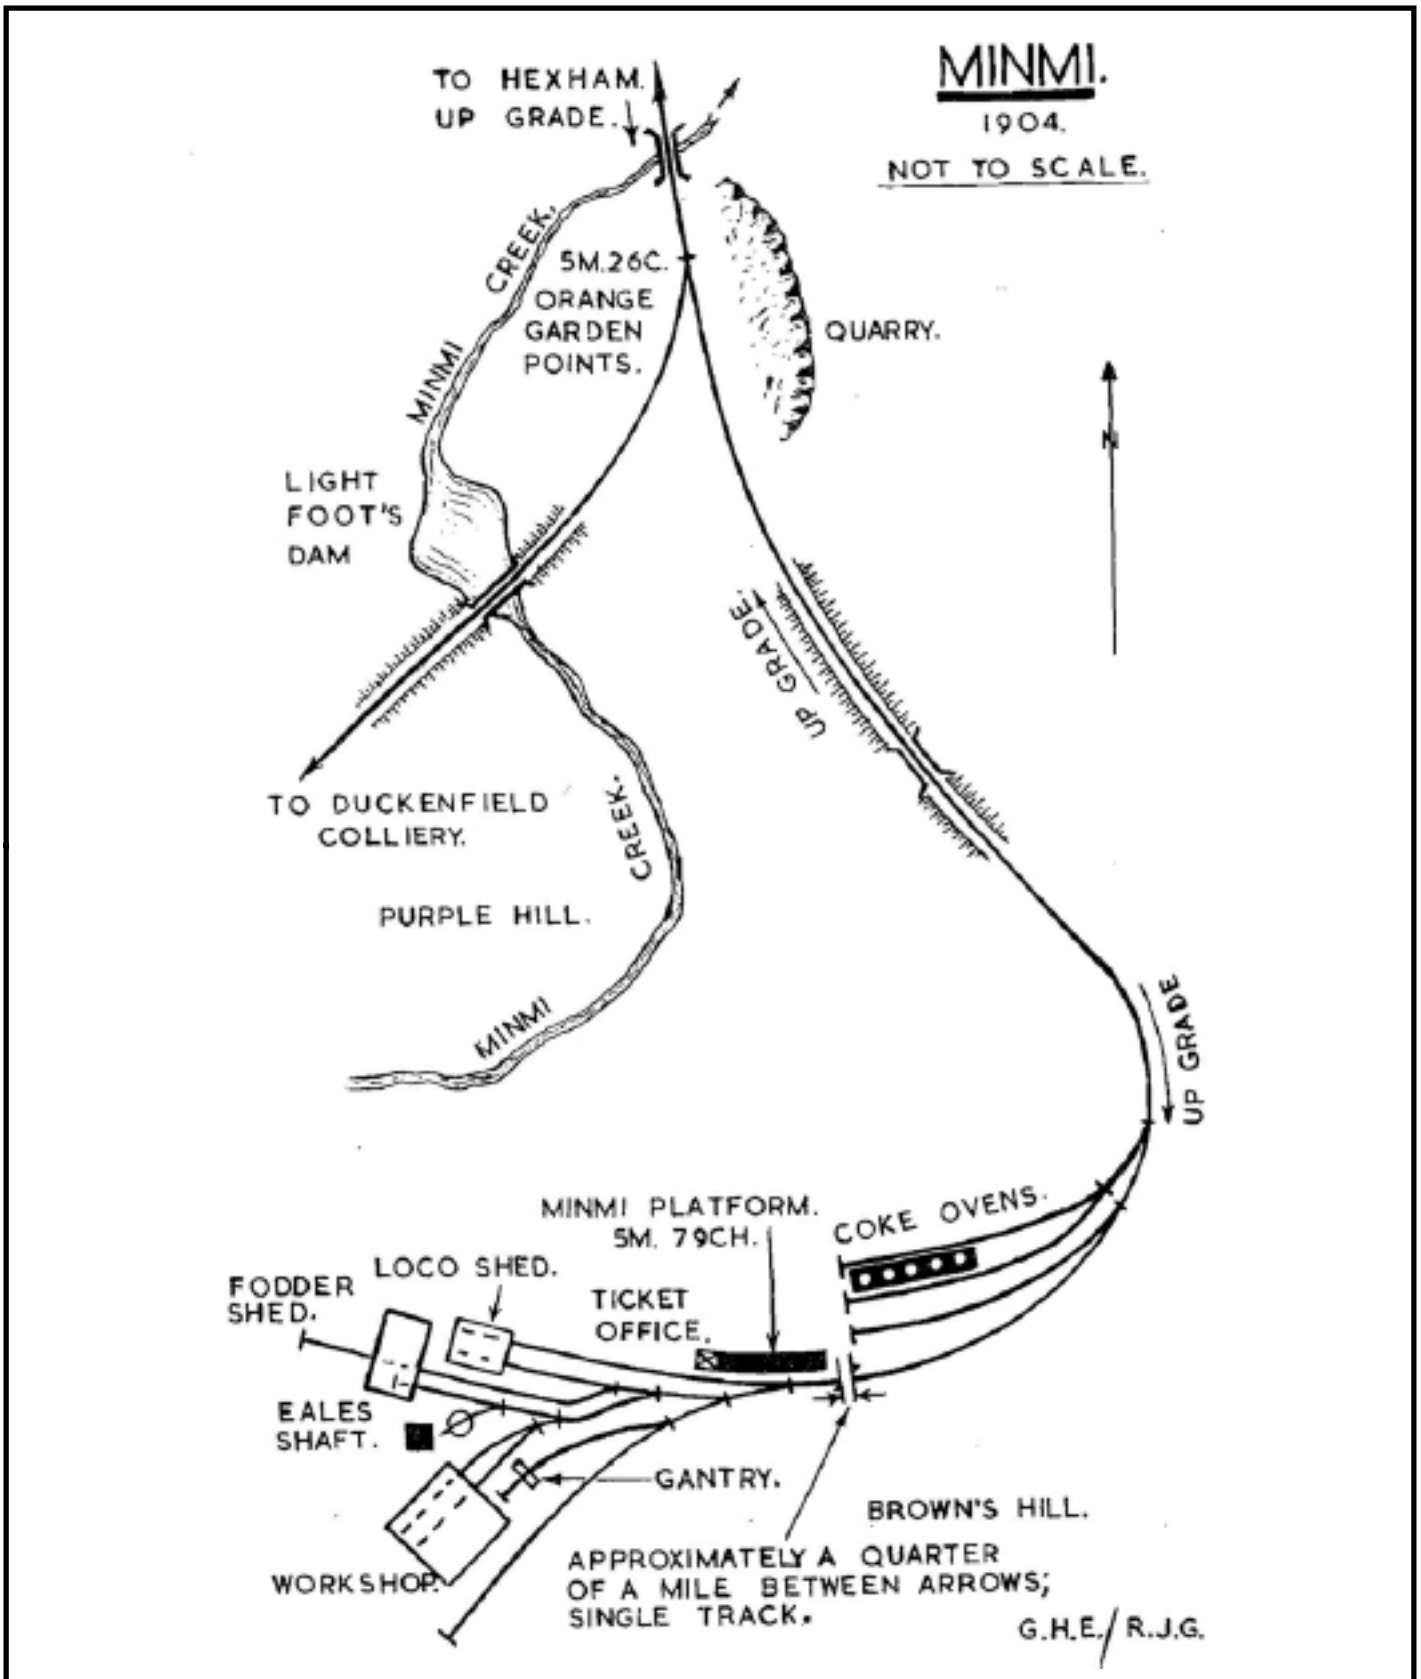 MINMI.
1904.
NOT TO SCALE.
TO HEXHAM.
UP GRADE.
MINMI CREEK.
5M.26C.
ORANGE
GARDEN
POINTS.
QUARRY.
N
LIGHT
FOOT'S
DAM
UP GRADE.
TO DUCKENFIELD
COLLIERY.
MINMI CREEK.
PURPLE HILL.
UP GRADE
MINMI PLATFORM.
5M. 79CH.
COKE OVENS.
LOCO SHED.
FODDER
SHED.
TICKET
OFFICE.
EALES
SHAFT.
GANTRY.
BROWN'S HILL.
WORKSHOP.
APPROXIMATELY A QUARTER
OF A MILE BETWEEN ARROWS;
SINGLE TRACK.
G.H.E./R.J.G.